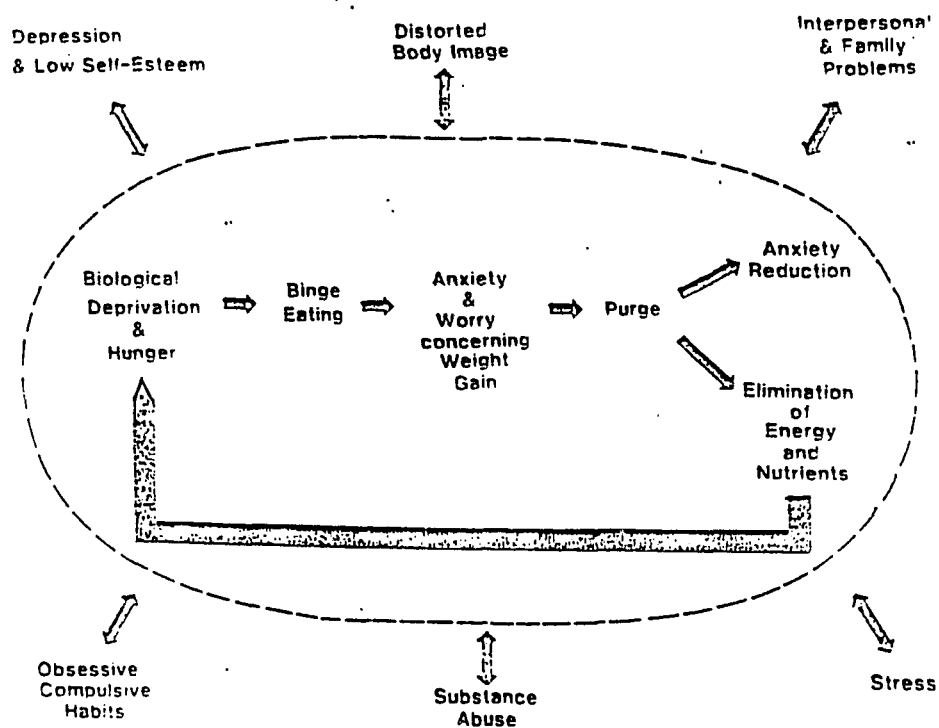 Depression
& Low Self-Esteem
Distorted
Body Image
Interpersonal
& Family
Problems
Biological
Deprivation
&
Hunger
Binge
Eating
Anxiety
&
Worry
concerning
Weight
Gain
Purge
Anxiety
Reduction
Elimination
of
Energy
and
Nutrients
Obsessive
Compulsive
Habits
Substance
Abuse
Stress